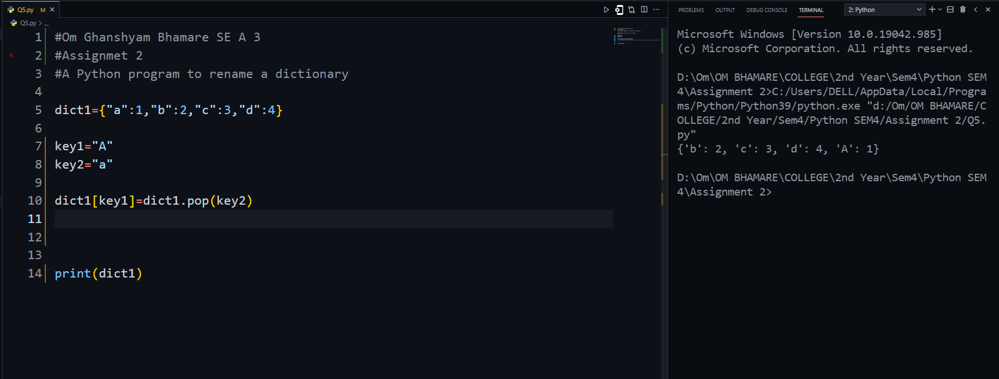 Q5.py M
Q5.py > ...
1 #Om Ghanshyam Bhamare SE A 3
2 #Assignmet 2
3 #A Python program to rename a dictionary
4
5 dict1={"a":1,"b":2,"c":3,"d":4}
6
7 key1="A"
8 key2="a"
9
10 dict1[key1]=dict1.pop(key2)
11
12
13
14 print(dict1)
PROBLEMS OUTPUT DEBUG CONSOLE TERMINAL 2: Python
Microsoft Windows [Version 10.0.19042.985]
(c) Microsoft Corporation. All rights reserved.
D:\Om\OM BHAMARE\COLLEGE\2nd Year\Sem4\Python SEM
4\Assignment 2>C:/Users/DELL/AppData/Local/Progra
ms/Python/Python39/python.exe "d:/Om/OM BHAMARE/C
OLLEGE/2nd Year/Sem4/Python SEM4/Assignment 2/Q5.
py"
{'b': 2, 'c': 3, 'd': 4, 'A': 1}
D:\Om\OM BHAMARE\COLLEGE\2nd Year\Sem4\Python SEM
4\Assignment 2>